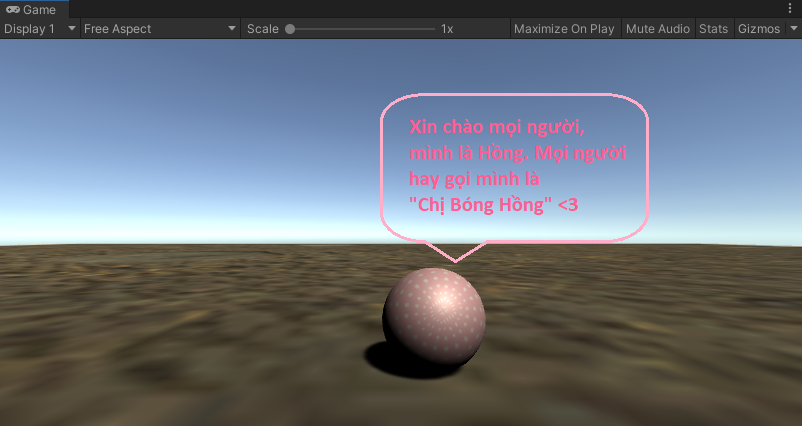 Game
Display 1 Free Aspect Scale 1x Maximize On Play Mute Audio Stats Gizmos
Xin chào mọi người,
mình là Hồng. Mọi người
hay gọi mình là
"Chị Bóng Hồng" <3